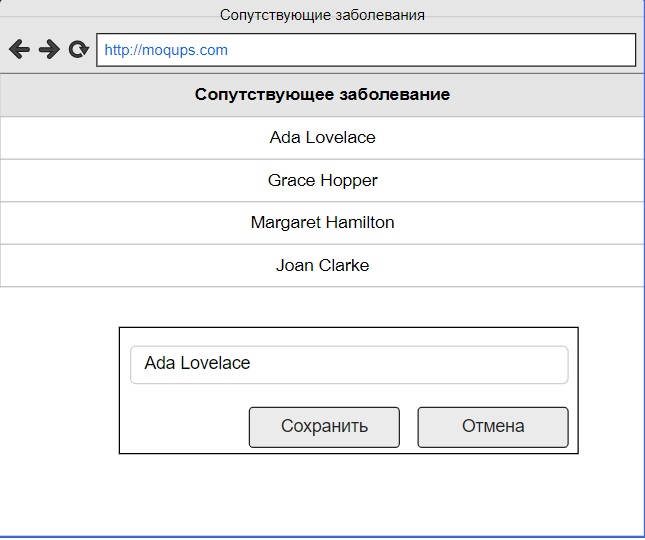 Сопутствующие заболевания
http://moqups.com
Сопутствующее заболевание
Ada Lovelace
Grace Hopper
Margaret Hamilton
Joan Clarke
Ada Lovelace
Сохранить Отмена